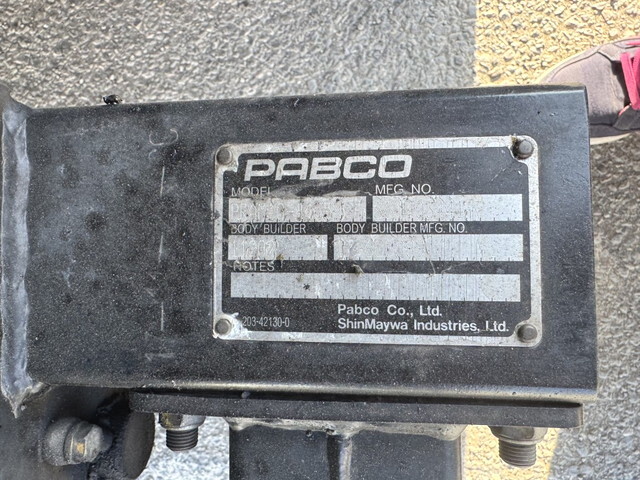 PABCO
MODEL MFG. NO.
BODY BUILDER BODY BUILDER MFG. NO.
NOTES
Pabco Co., Ltd.
203-42130-0 ShinMaywa Industries, Ltd.